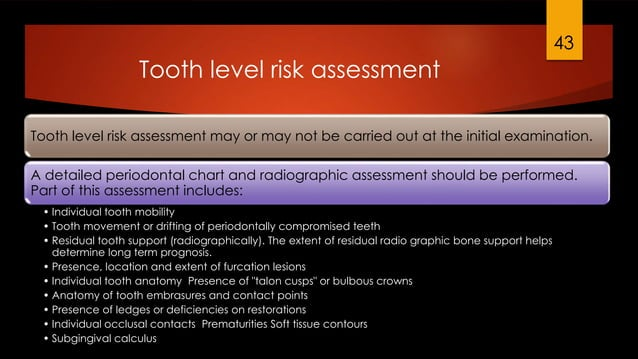 43
Tooth level risk assessment
Tooth level risk assessment may or may not be carried out at the initial examination.
A detailed periodontal chart and radiographic assessment should be performed.
Part of this assessment includes:
• Individual tooth mobility
• Tooth movement or drifting of periodontally compromised teeth
• Residual tooth support (radiographically). The extent of residual radio graphic bone support helps
determine long term prognosis.
• Presence, location and extent of furcation lesions
• Individual tooth anatomy  Presence of "talon cusps" or bulbous crowns
• Anatomy of tooth embrasures and contact points
• Presence of ledges or deficiencies on restorations
• Individual occlusal contacts  Prematurities Soft tissue contours
• Subgingival calculus